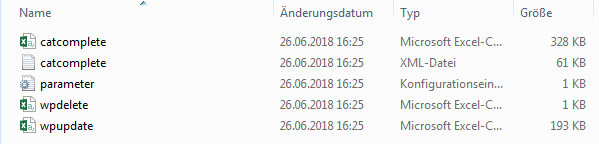 Name Änderungsdatum Typ Größe
catcomplete 26.06.2018 16:25 Microsoft Excel-C... 328 KB
catcomplete 26.06.2018 16:25 XML-Datei 61 KB
parameter 26.06.2018 16:25 Konfigurationsein... 1 KB
wpdelete 26.06.2018 16:25 Microsoft Excel-C... 1 KB
wpupdate 26.06.2018 16:25 Microsoft Excel-C... 193 KB